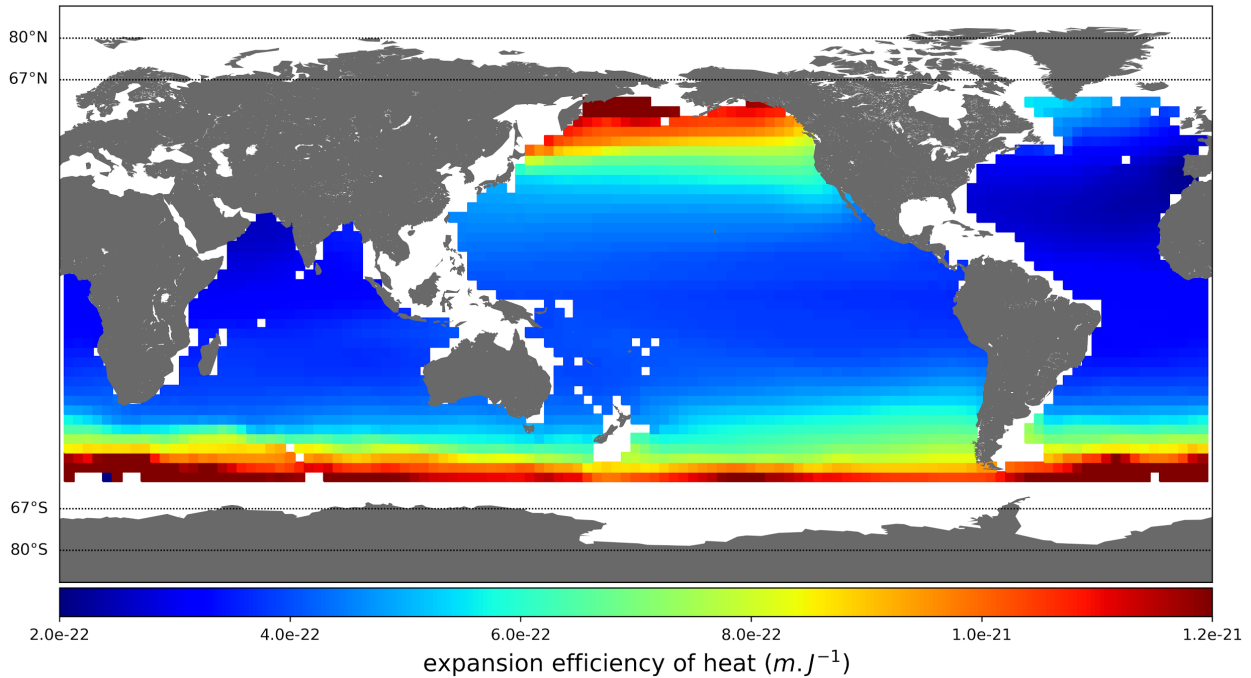 80°N
67°N
67°S
80°S
2.0e-22 4.0e-22 6.0e-22 8.0e-22 1.0e-21 1.2e-21
expansion efficiency of heat (m.J⁻¹)